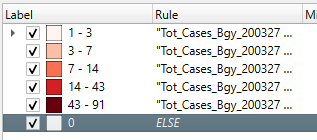 Label Rule Mi
1 - 3 "Tot_Cases_Bgy_200327 ...
3 - 7 "Tot_Cases_Bgy_200327 ...
7 - 14 "Tot_Cases_Bgy_200327 ...
14 - 43 "Tot_Cases_Bgy_200327 ...
43 - 91 "Tot_Cases_Bgy_200327 ...
0 ELSE